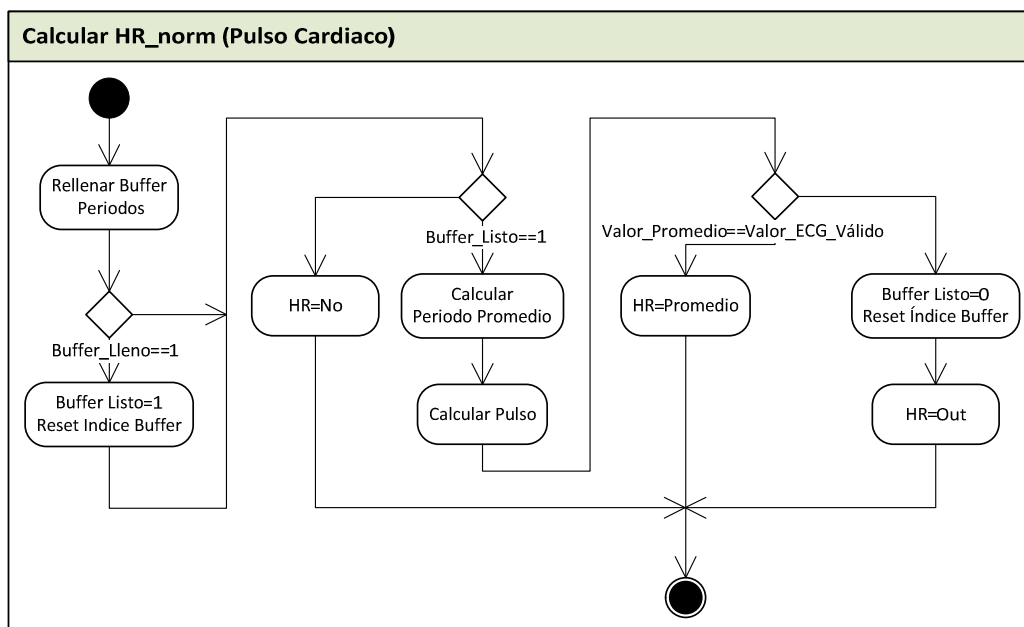 Calcular HR_norm (Pulso Cardiaco)
Rellenar Buffer
Periodos
Buffer_Lleno==1
Buffer Listo=1
Reset Indice Buffer
Buffer_Listo==1
HR=No
Calcular
Periodo Promedio
Calcular Pulso
Valor_Promedio==Valor_ECG_Válido
HR=Promedio
Buffer Listo=0
Reset Índice Buffer
HR=Out